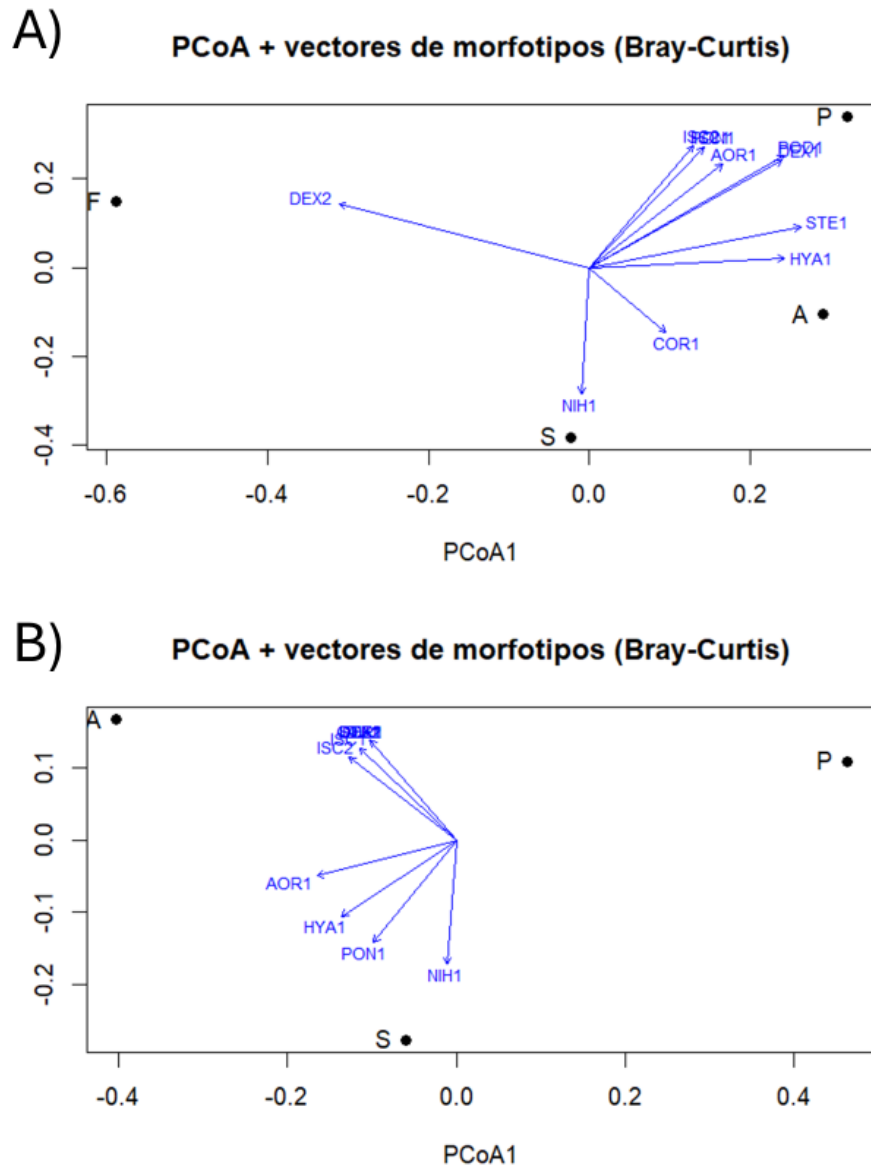 A)
PCoA + vectores de morfotipos (Bray-Curtis)
P
ISC2
AOR1
DEX1
DEX2
F
STE1
HYA1
A
COR1
NIH1
S
0.2
0.0
-0.2
-0.4
-0.6 -0.4 -0.2 0.0 0.2
PCoA1
B)
PCoA + vectores de morfotipos (Bray-Curtis)
A
ISC2
P
AOR1
HYA1
PON1
NIH1
S
0.1
0.0
-0.1
-0.2
-0.4 -0.2 0.0 0.2 0.4
PCoA1